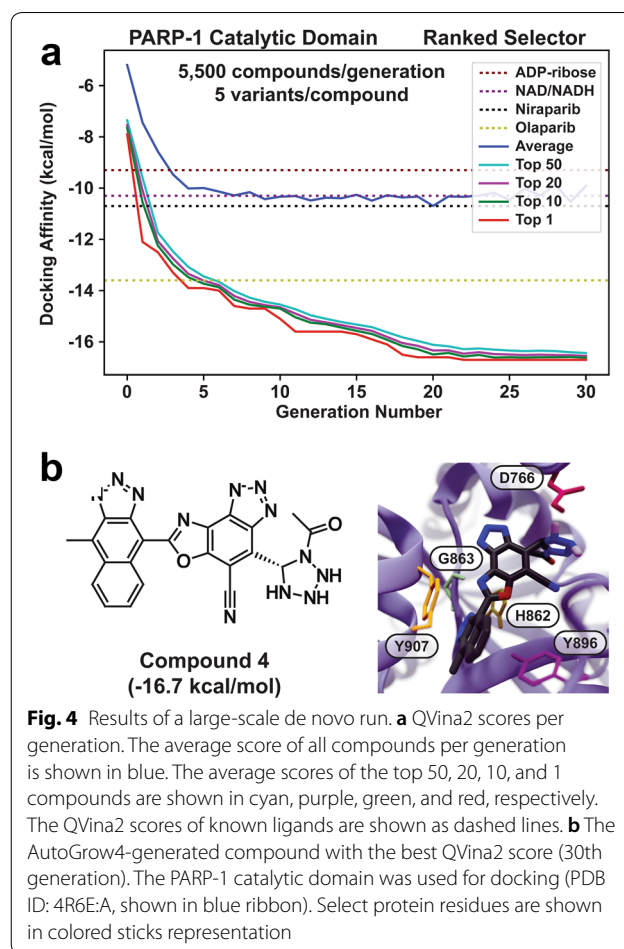 a
PARP-1 Catalytic Domain Ranked Selector
5,500 compounds/generation
5 variants/compound
ADP-ribose
NAD/NADH
Niraparib
Olaparib
Average
Top 50
Top 20
Top 10
Top 1
Docking Affinity (kcal/mol)
-6
-8
-10
-12
-14
-16
0 5 10 15 20 25 30
Generation Number
b
N N N
N N N
N
O
O
N
N NH
HN N
H
N
Compound 4
(-16.7 kcal/mol)
D766
G863
H862
Y907
Y896
Fig. 4 Results of a large-scale de novo run. a QVina2 scores per
generation. The average score of all compounds per generation
is shown in blue. The average scores of the top 50, 20, 10, and 1
compounds are shown in cyan, purple, green, and red, respectively.
The QVina2 scores of known ligands are shown as dashed lines. b The
AutoGrow4-generated compound with the best QVina2 score (30th
generation). The PARP-1 catalytic domain was used for docking (PDB
ID: 4R6E:A, shown in blue ribbon). Select protein residues are shown
in colored sticks representation